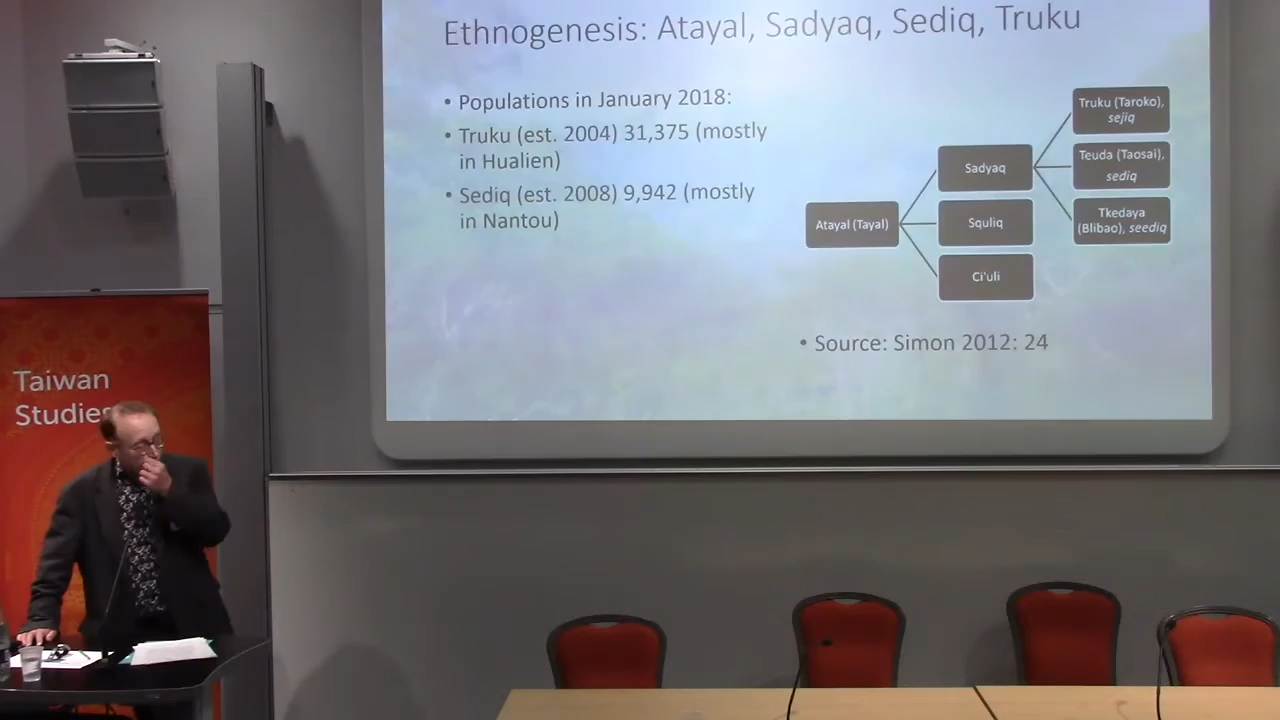 Ethnogenesis: Atayal, Sadyaq, Sediq, Truku
• Populations in January 2018:
• Truku (est. 2004) 31,375 (mostly
in Hualien)
• Sediq (est. 2008) 9,942 (mostly
in Nantou)
Atayal (Tayal)
Sadyaq
Squliq
Ci'uli
Truku (Taroko),
sejiq
Teuda (Taosai),
sediq
Tkedaya
(Blibao), seediq
• Source: Simon 2012: 24
Taiwan
Studies